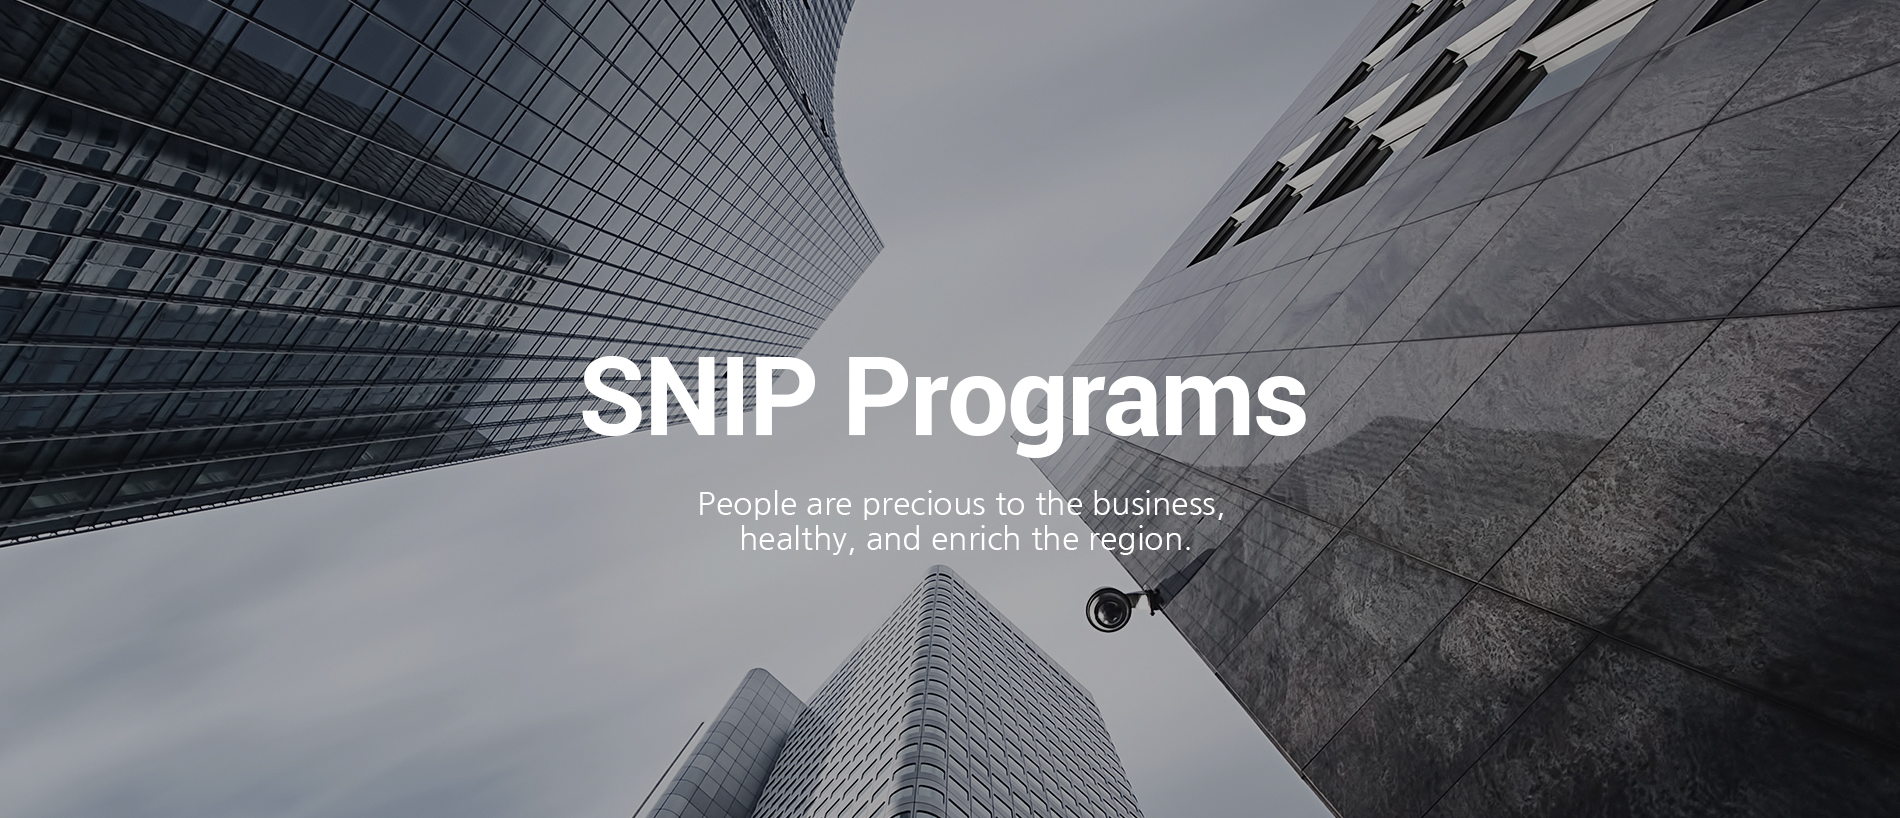 SNIP Programs
People are precious to the business,
healthy, and enrich the region.